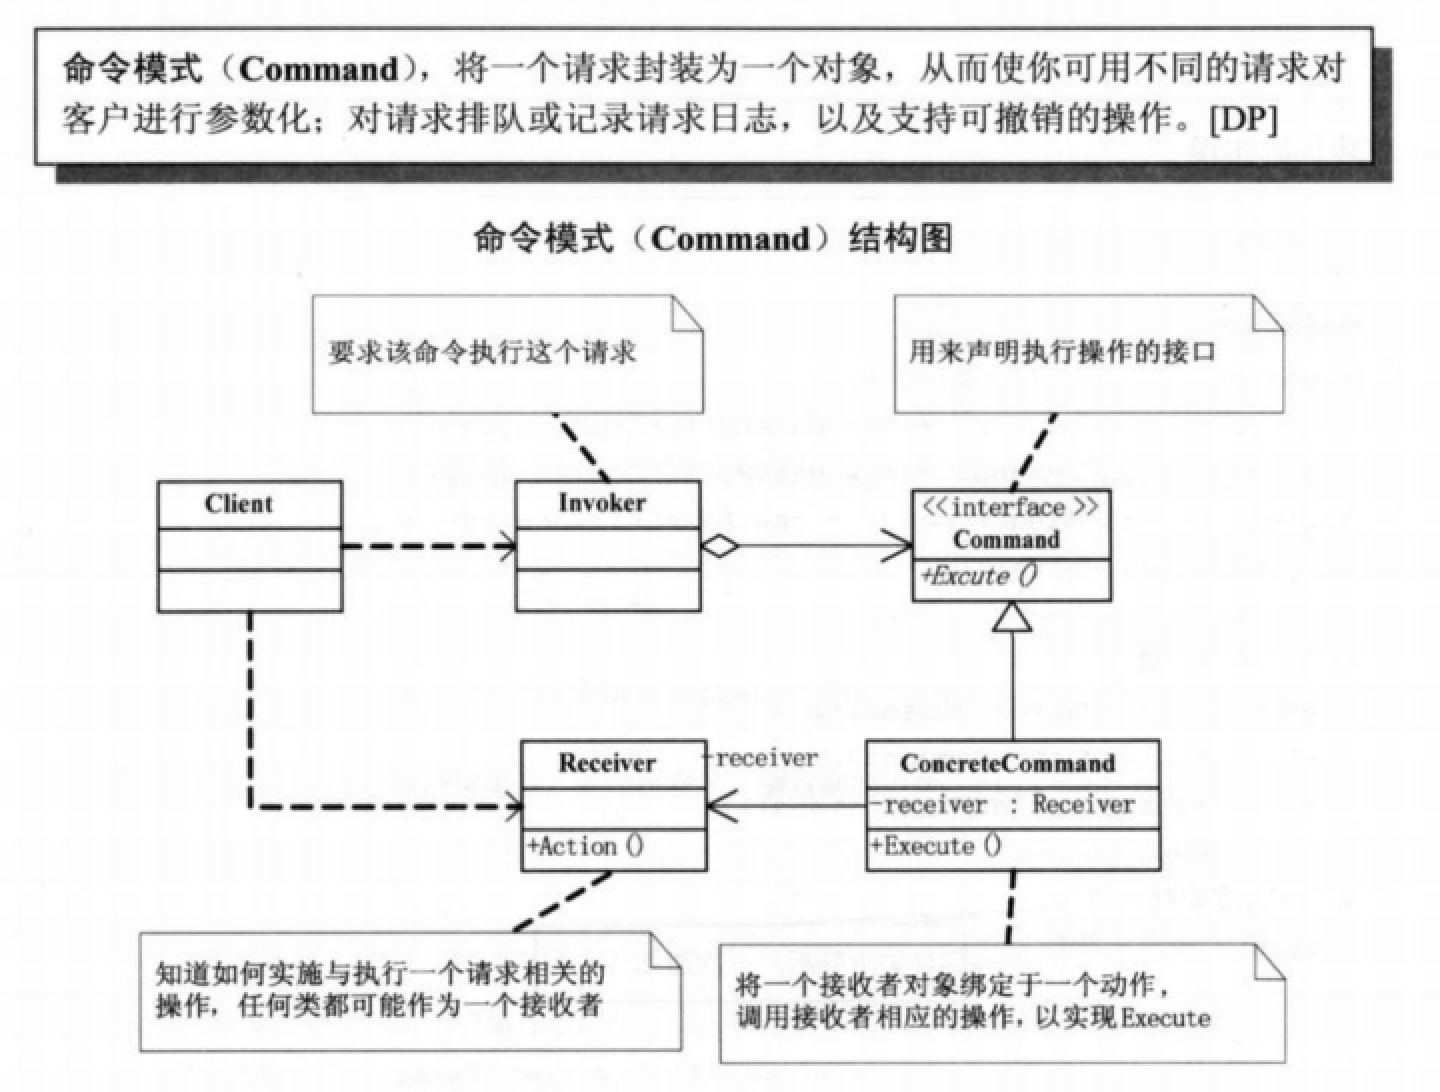 命令模式（Command），将一个请求封装为一个对象，从而使你可用不同的请求对
客户进行参数化；对请求排队或记录请求日志，以及支持可撤销的操作。[DP]
命令模式（Command）结构图
要求该命令执行这个请求
用来声明执行操作的接口
Client
Invoker
<<interface >>
Command
+Excute ()
Receiver
-receiver
ConcreteCommand
-receiver : Receiver
+Action ()
+Execute ()
知道如何实施与执行一个请求相关的
操作，任何类都可能作为一个接收者
将一个接收者对象绑定于一个动作，
调用接收者相应的操作，以实现Execute